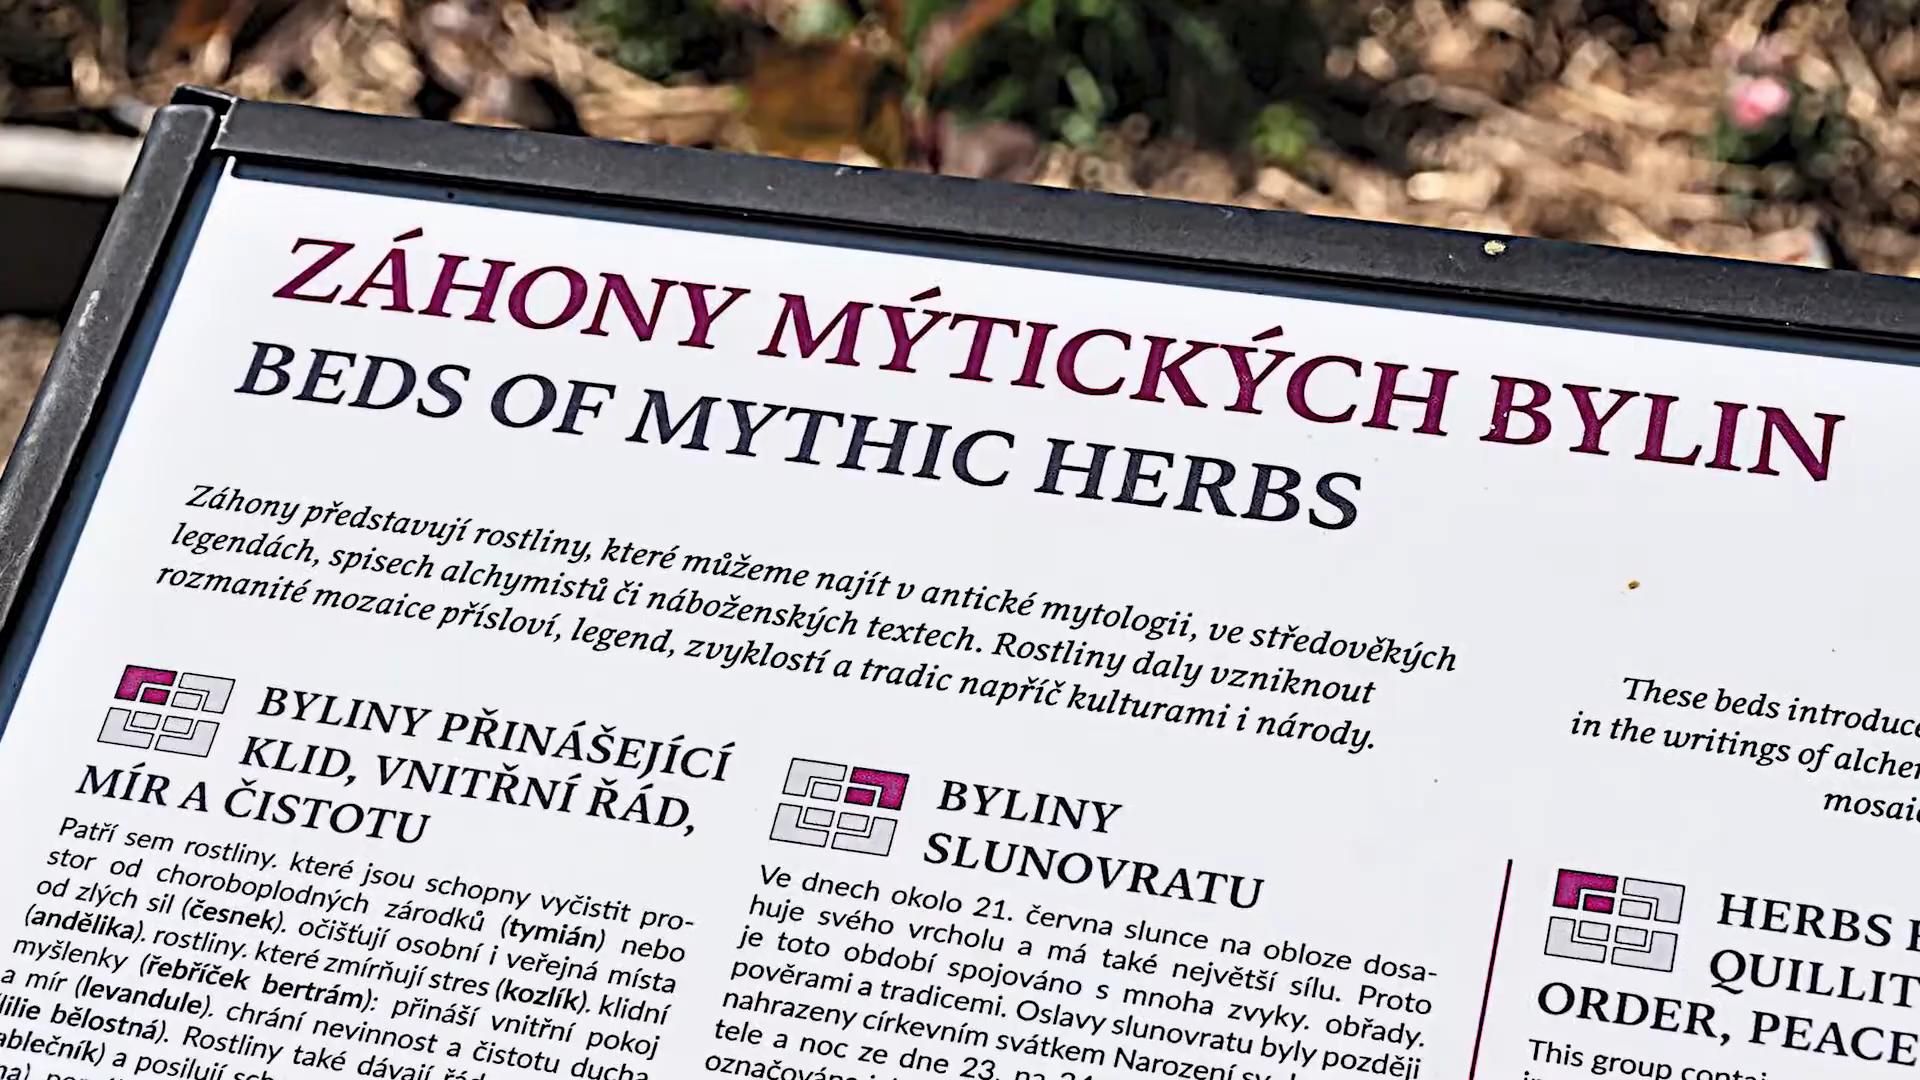 ZÁHONY MÝTICKÝCH BYLIN
BEDS OF MYTHIC HERBS
Záhony představují rostliny, které můžeme najít v antické mytologii, ve středověkých
legendách, spisech alchymistů či náboženských textech. Rostliny daly vzniknout
rozmanité mozaice přísloví, legend, zvyklostí a tradic napříč kulturami i národy.
BYLINY PŘINÁŠEJÍCÍ
KLID, VNITŘNÍ ŘÁD,
MÍR A ČISTOTU
Patří sem rostliny, které jsou schopny vyčistit pro-
stor od choroboplodných zárodků (tymián) nebo
od zlých sil (česnek), očišťují osobní i veřejná místa
(andělika), rostliny, které zmírňují stres (kozlík), klidní
myšlenky (řebříček bertrám): přináší vnitřní pokoj
a mír (levandule), chrání nevinnost a čistotu ducha
lilie bělostná). Rostliny také dávají
ablečník) a posilují
BYLINY
SLUNOVRATU
Ve dnech okolo 21. června slunce na obloze dosa-
huje svého vrcholu a má také největší sílu. Proto
je toto období spojováno s mnoha zvyky, obřady,
pověrami a tradicemi. Oslavy slunovratu byly později
nahrazeny církevním svátkem Narození
tele a noc ze dne 23. na
These beds introduce
in the writings of
HERBS
ORDER, PEACE
This group